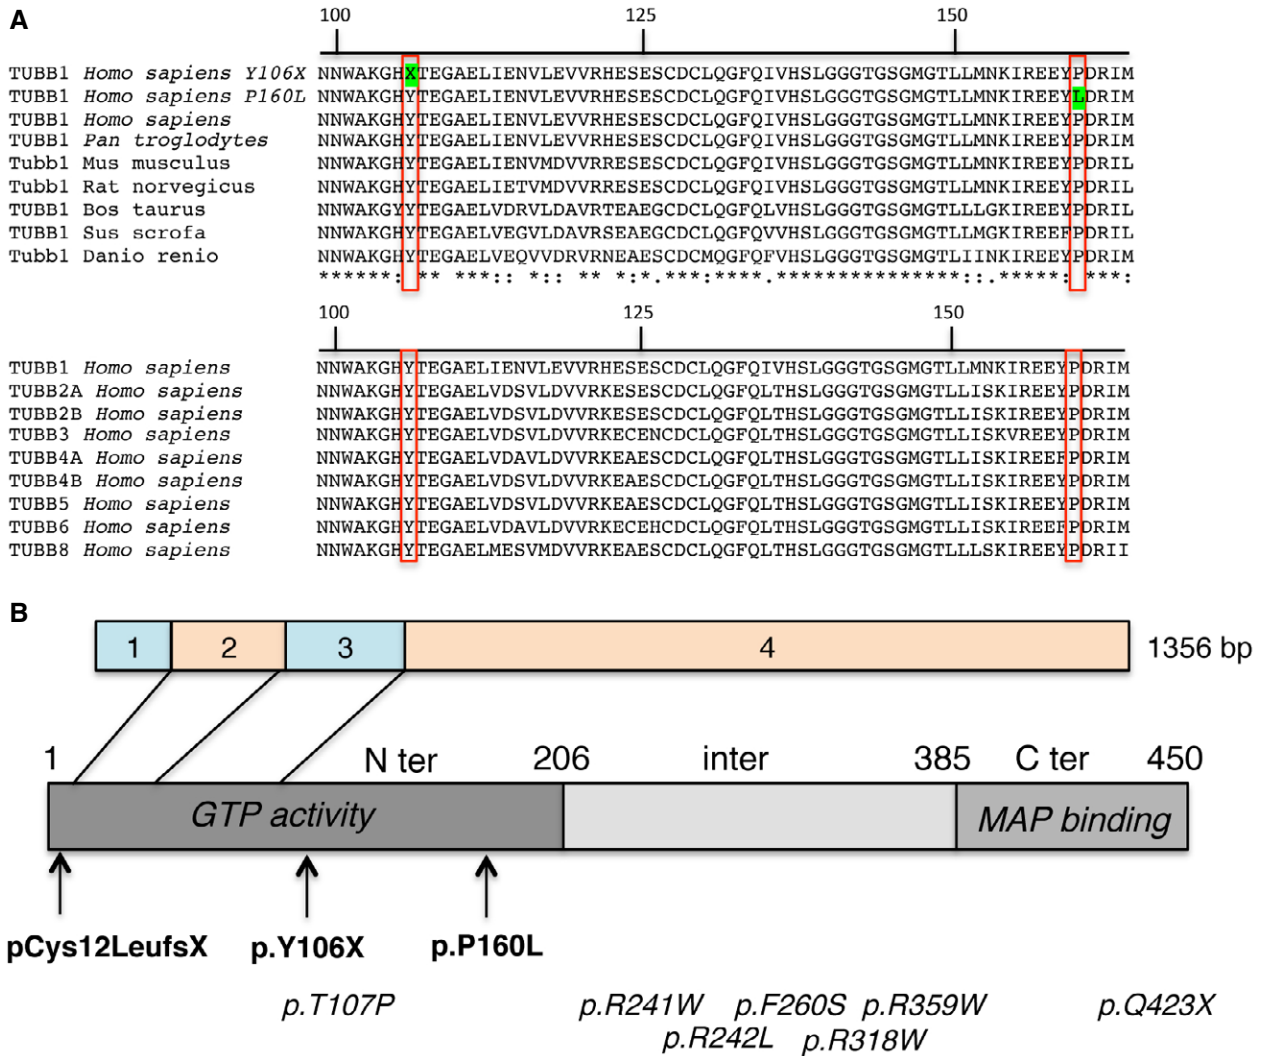 A
100 125 150
TUBB1 Homo sapiens Y106X NNWAKGHXTEGAELIENVLEVVRHESESCDCLQGFQIVHSLGGGTGSGMGTLLMNKIREEYPDRIM
TUBB1 Homo sapiens P160L NNWAKGHYTEGAELIENVLEVVRHESESCDCLQGFQIVHSLGGGTGSGMGTLLMNKIREEYLDRIM
TUBB1 Homo sapiens NNWAKGHYTEGAELIENVLEVVRHESESCDCLQGFQIVHSLGGGTGSGMGTLLMNKIREEYPDRIM
TUBB1 Pan troglodytes NNWAKGHYTEGAELIENVLEVVRHESESCDCLQGFQIVHSLGGGTGSGMGTLLMNKIREEYPDRIM
Tubb1 Mus musculus NNWAKGHYTEGAELIENVMDVVRRESESCDCLQGFQIVHSLGGGTGSGMGTLLMNKIREEYPDRIL
Tubb1 Rat norvegicus NNWAKGHYTEGAELIETVMDVVRRESESCDCLQGFQIVHSLGGGTGSGMGTLLMNKIREEYPDRIL
TUBB1 Bos taurus NNWAKGYYTEGAELVDRVLDAVRTEAEGCDCLQGFQLVHSLGGGTGSGMGTLLLGKIREEYPDRIL
TUBB1 Sus scrofa NNWAKGHYTEGAELVEGVLDAVRSEAEGCDCLQGFQVVHSLGGGTGSGMGTLLMGKIREEFPDRIL
Tubb1 Danio renio NNWAKGHYTEGAELVEQVVDRVRNEAESCDCMQGFQFVHSLGGGTGSGMGTLIINKIREEYPDRIM
******: ** ***:: *:: ** **:*.***:****.********************::.*****: ***:
100 125 150
TUBB1 Homo sapiens NNWAKGHYTEGAELIENVLEVVRHESESCDCLQGFQIVHSLGGGTGSGMGTLLMNKIREEYPDRIM
TUBB2A Homo sapiens NNWAKGHYTEGAELVDSVLDVVRKESESCDCLQGFQLTHSLGGGTGSGMGTLLISKIREEYPDRIM
TUBB2B Homo sapiens NNWAKGHYTEGAELVDSVLDVVRKESESCDCLQGFQLTHSLGGGTGSGMGTLLISKIREEYPDRIM
TUBB3 Homo sapiens NNWAKGHYTEGAELVDSVLDVVRKECENCDCLQGFQLTHSLGGGTGSGMGTLLISKVREEYPDRIM
TUBB4A Homo sapiens NNWAKGHYTEGAELVDAVLDVVRKEAESCDCLQGFQLTHSLGGGTGSGMGTLLISKIREEFPDRIM
TUBB4B Homo sapiens NNWAKGHYTEGAELVDSVLDVVRKEAESCDCLQGFQLTHSLGGGTGSGMGTLLISKIREEYPDRIM
TUBB5 Homo sapiens NNWAKGHYTEGAELVDSVLDVVRKEAESCDCLQGFQLTHSLGGGTGSGMGTLLISKIREEYPDRIM
TUBB6 Homo sapiens NNWAKGHYTEGAELVDAVLDVVRKECEHCDCLQGFQLTHSLGGGTGSGMGTLLISKIREEFPDRIM
TUBB8 Homo sapiens NNWAKGHYTEGAELMESVMDVVRKEAESCDCLQGFQLTHSLGGGTGSGMGTLLLSKIREEYPDRII
B
1 2 3 4 1356 bp
1 N ter 206 inter 385 C ter 450
GTP activity MAP binding
pCys12LeufsX p.Y106X p.P160L
p.T107P p.R241W p.F260S p.R359W p.Q423X
p.R242L p.R318W